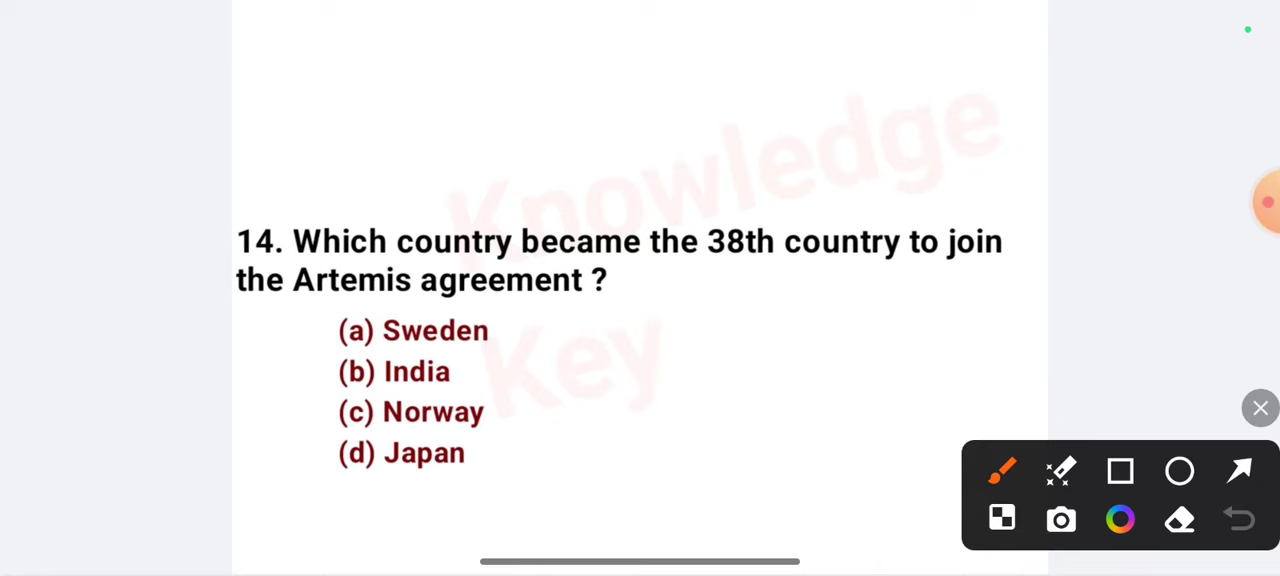 Knowledge
Key
14. Which country became the 38th country to join
the Artemis agreement ?
(a) Sweden
(b) India
(c) Norway
(d) Japan